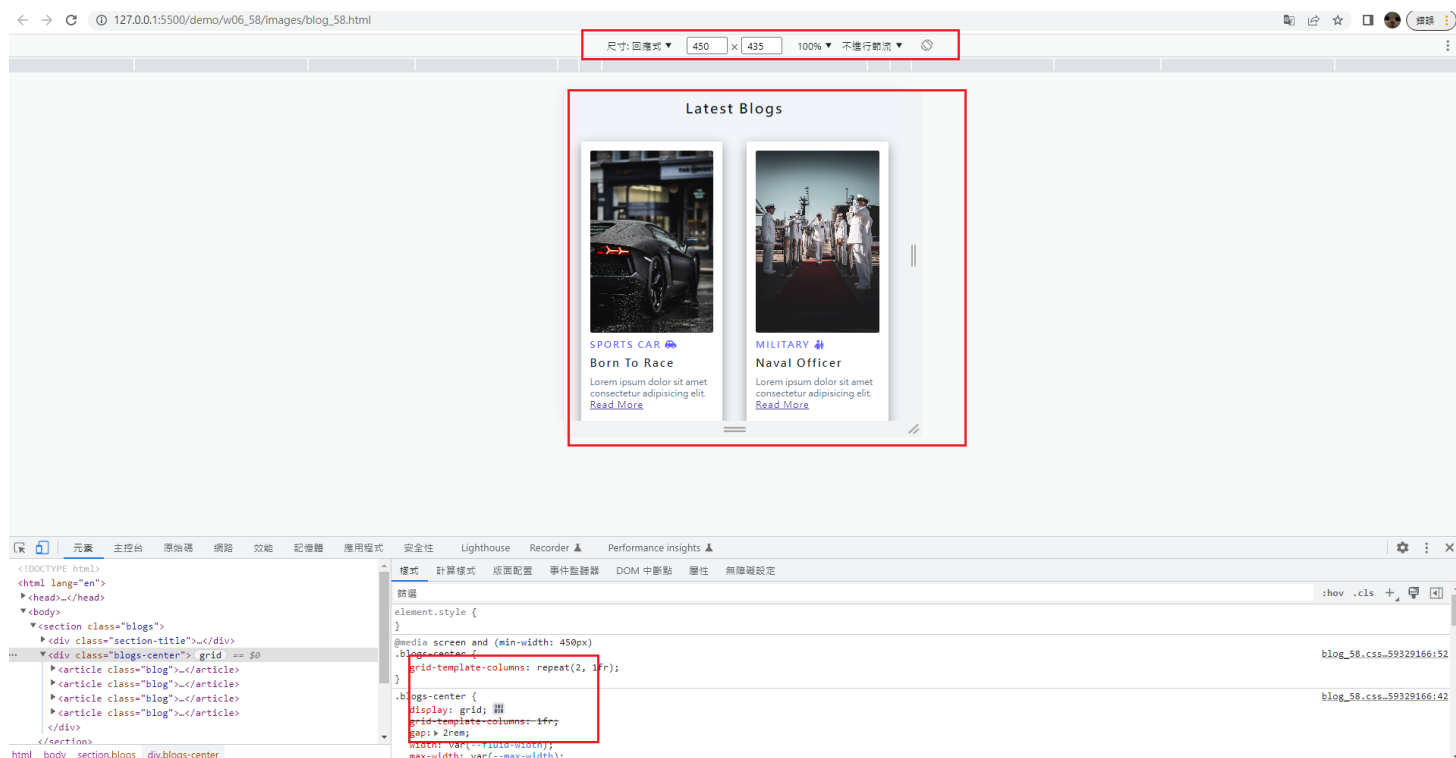 127.0.0.1:5500/demo/w06_58/images/blog_58.html
尺寸: 回應式 ▼ 450 × 435 100% ▼ 不進行節流 ▼
Latest Blogs
SPORTS CAR
Born To Race
Lorem ipsum dolor sit amet
consectetur adipisicing elit.
Read More
MILITARY
Naval Officer
Lorem ipsum dolor sit amet
consectetur adipisicing elit.
Read More
元素 主控台 原始碼 網路 效能 記憶體 應用程式 安全性 Lighthouse Recorder Performance insights
<!DOCTYPE html>
<html lang="en">
▶<head>…</head>
▼<body>
▼<section class="blogs">
▶<div class="section-title">…</div>
… ▼<div class="blogs-center"> grid == $0
▶<article class="blog">…</article>
▶<article class="blog">…</article>
▶<article class="blog">…</article>
▶<article class="blog">…</article>
</div>
</section>
html body section.blogs div.blogs-center
樣式 計算樣式 版面配置 事件監聽器 DOM 中斷點 屬性 無障礙設定
篩選 :hov .cls +
element.style {
}
@media screen and (min-width: 450px)
.blogs-center { blog_58.css…59329166:52
grid-template-columns: repeat(2, 1fr);
}
.blogs-center { blog_58.css…59329166:42
display: grid;
grid-template-columns: 1fr;
gap: ▶ 2rem;
width: var(--fluid-width);
max-width: var(--max-width);